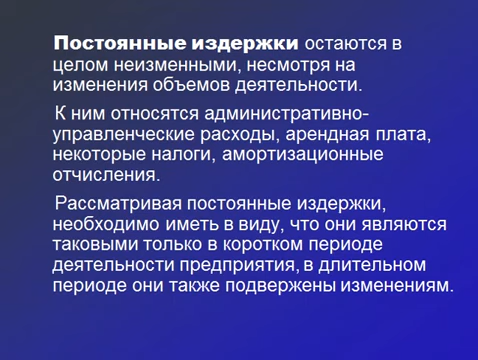 Постоянные издержки остаются в
целом неизменными, несмотря на
изменения объемов деятельности.
К ним относятся административно-
управленческие расходы, арендная плата,
некоторые налоги, амортизационные
отчисления.
Рассматривая постоянные издержки,
необходимо иметь в виду, что они являются
таковыми только в коротком периоде
деятельности предприятия, в длительном
периоде они также подвержены изменениям.